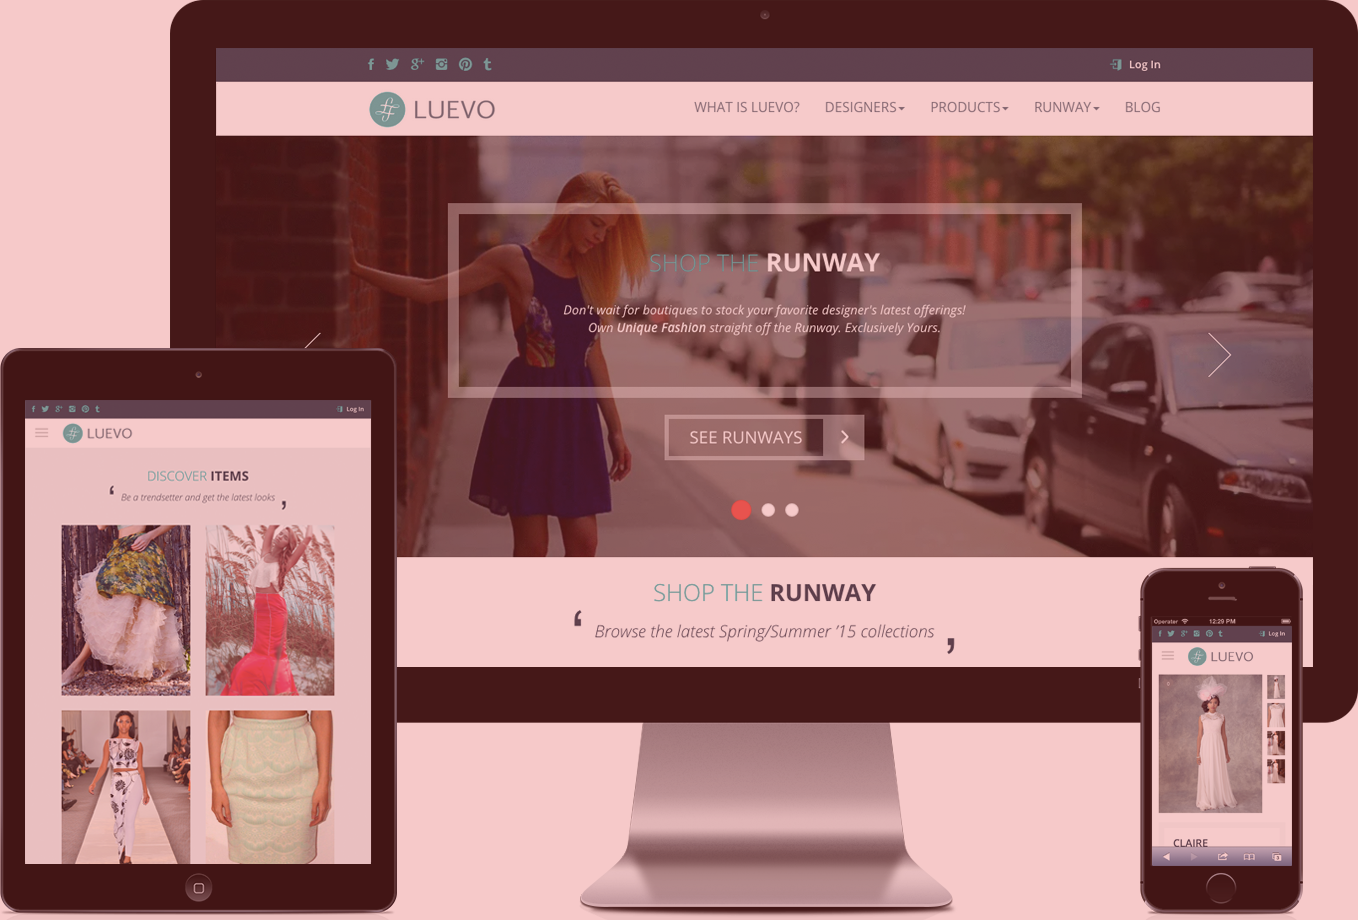 Log In
LUEVO
WHAT IS LUEVO? DESIGNERS PRODUCTS RUNWAY BLOG
SHOP THE RUNWAY
Don't wait for boutiques to stock your favorite designer's latest offerings!
Own Unique Fashion straight off the Runway. Exclusively Yours.
SEE RUNWAYS
SHOP THE RUNWAY
‘ Browse the latest Spring/Summer ’15 collections ,
Log In
LUEVO
DISCOVER ITEMS
‘ Be a trendsetter and get the latest looks ,
Operator 12:29 PM
Log In
LUEVO
CLAIRE